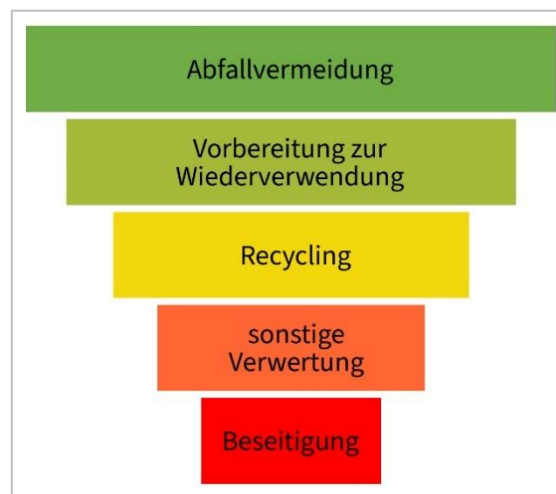 Abfallvermeidung
Vorbereitung zur
Wiederverwendung
Recycling
sonstige
Verwertung
Beseitigung